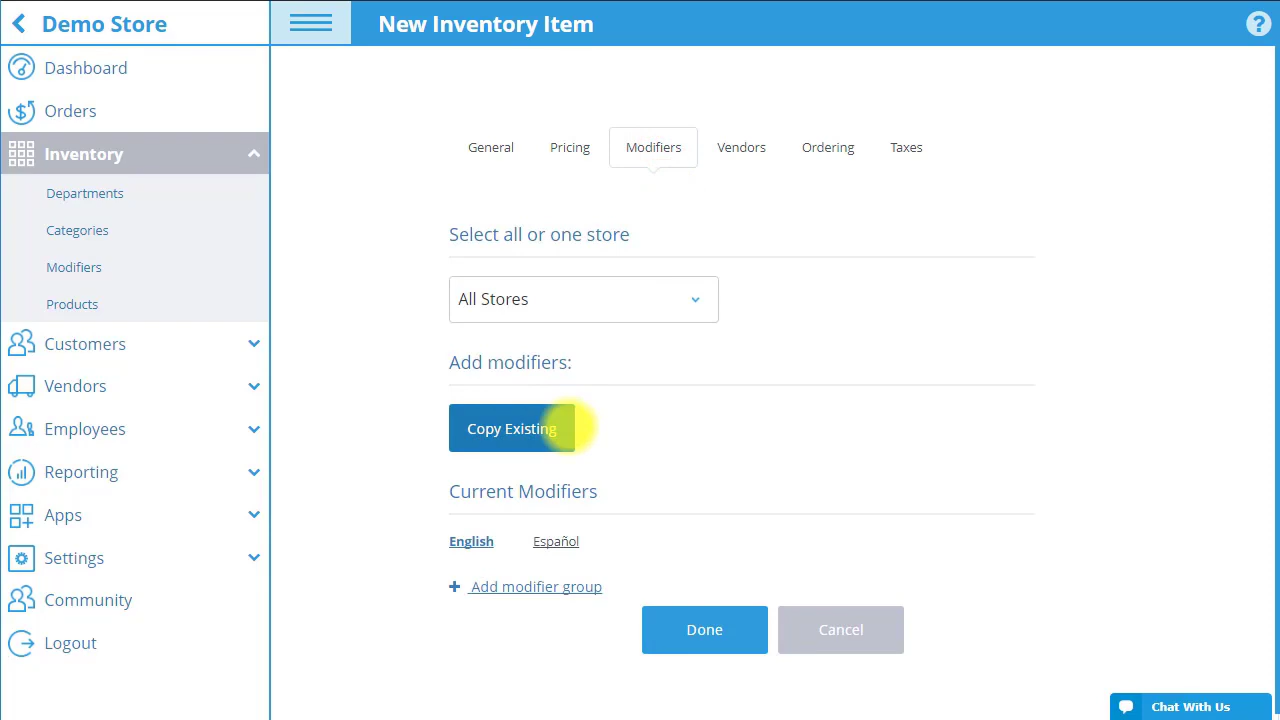 Demo Store
New Inventory Item
?
Dashboard
Orders
Inventory
Departments
Categories
Modifiers
Products
Customers
Vendors
Employees
Reporting
Apps
Settings
Community
Logout
General Pricing Modifiers Vendors Ordering Taxes
Select all or one store
All Stores
Add modifiers:
Copy Existing
Current Modifiers
English Español
+ Add modifier group
Done Cancel
Chat With Us